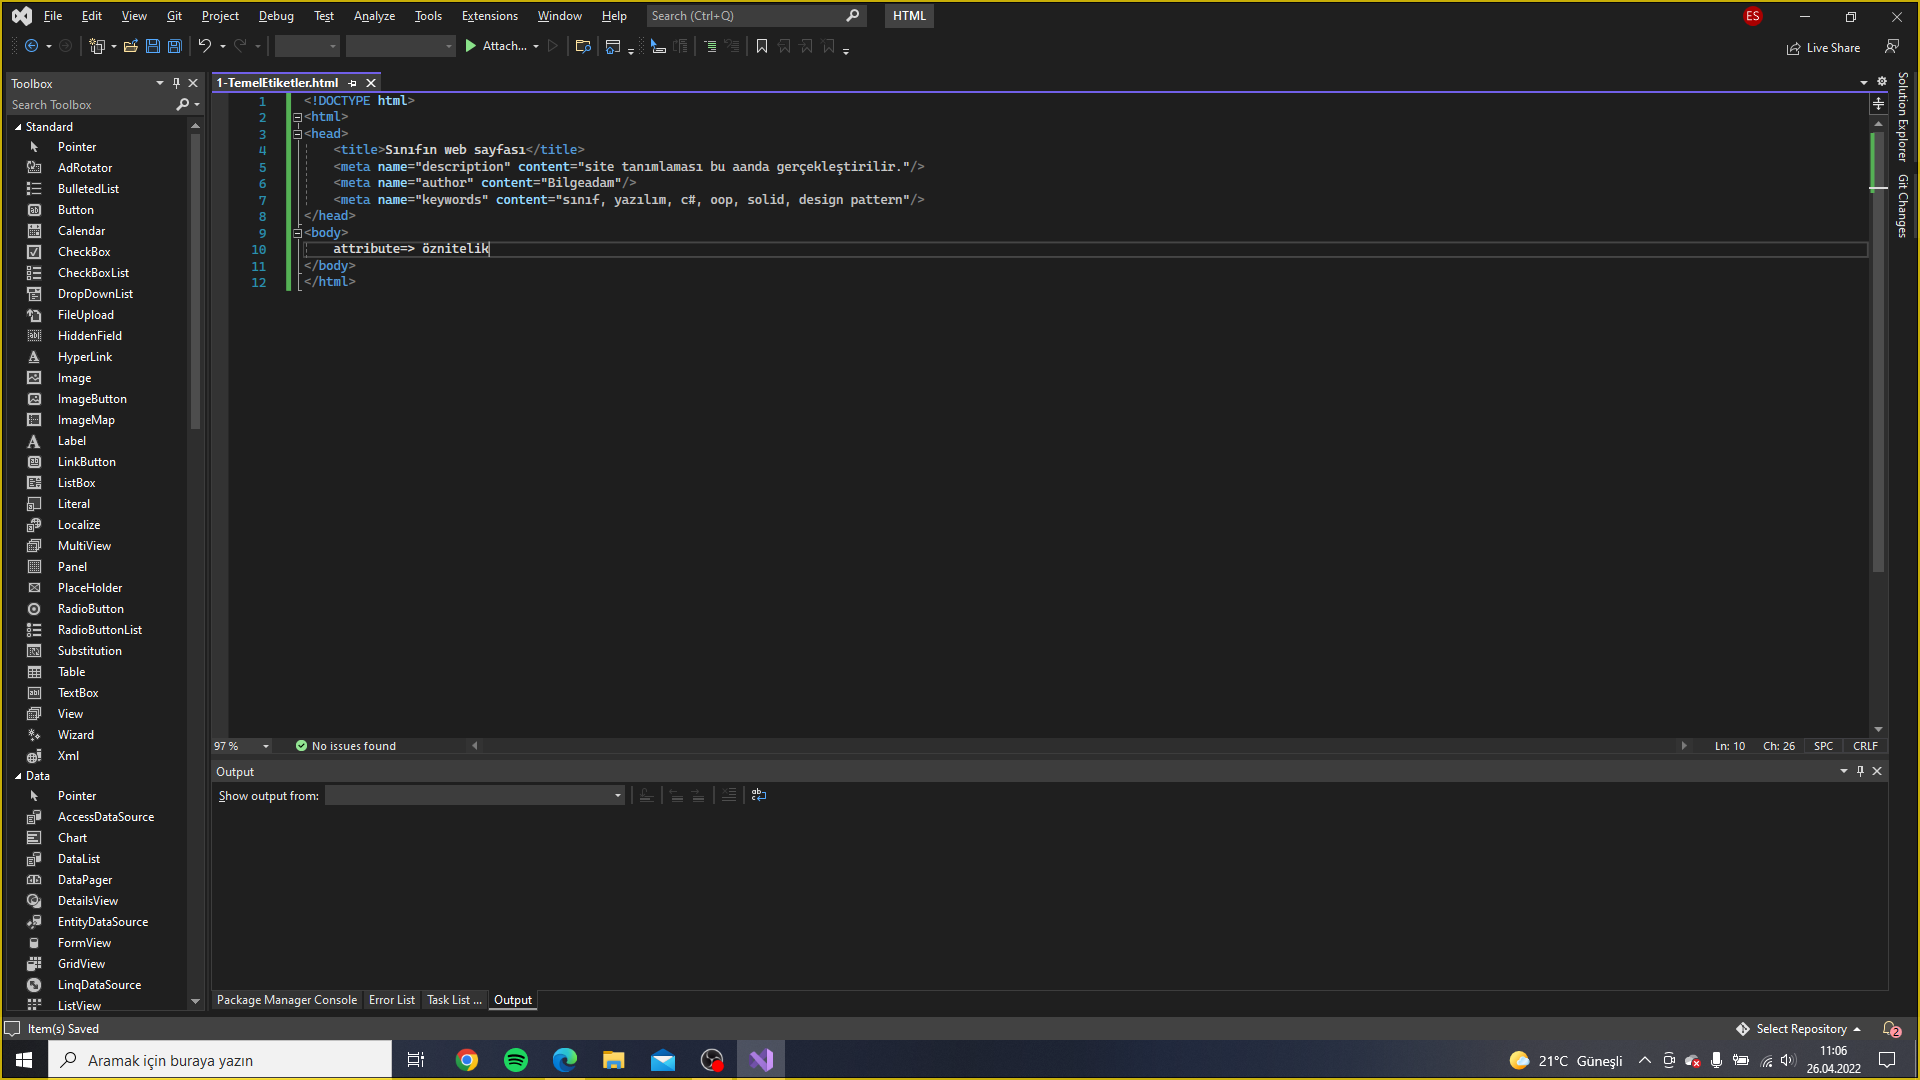 File Edit View Git Project Debug Test Analyze Tools Extensions Window Help Search (Ctrl+Q) HTML ES
Attach... Live Share
Toolbox
Search Toolbox
Standard
Pointer
AdRotator
BulletedList
Button
Calendar
CheckBox
CheckBoxList
DropDownList
FileUpload
HiddenField
HyperLink
Image
ImageButton
ImageMap
Label
LinkButton
ListBox
Literal
Localize
MultiView
Panel
PlaceHolder
RadioButton
RadioButtonList
Substitution
Table
TextBox
View
Wizard
Xml
Data
Pointer
AccessDataSource
Chart
DataList
DataPager
DetailsView
EntityDataSource
FormView
GridView
LinqDataSource
ListView
1-TemelEtiketler.html
1 <!DOCTYPE html>
2 <html>
3 <head>
4 <title>Sınıfın web sayfası</title>
5 <meta name="description" content="site tanımlaması bu aanda gerçekleştirilir."/>
6 <meta name="author" content="Bilgeadam"/>
7 <meta name="keywords" content="sınıf, yazılım, c#, oop, solid, design pattern"/>
8 </head>
9 <body>
10 attribute=> öznitelik
11 </body>
12 </html>
97 % No issues found Ln: 10 Ch: 26 SPC CRLF
Output
Show output from:
Package Manager Console Error List Task List ... Output
Solution Explorer
Git Changes
Item(s) Saved Select Repository 2
Aramak için buraya yazın 21°C Güneşli 11:06
26.04.2022